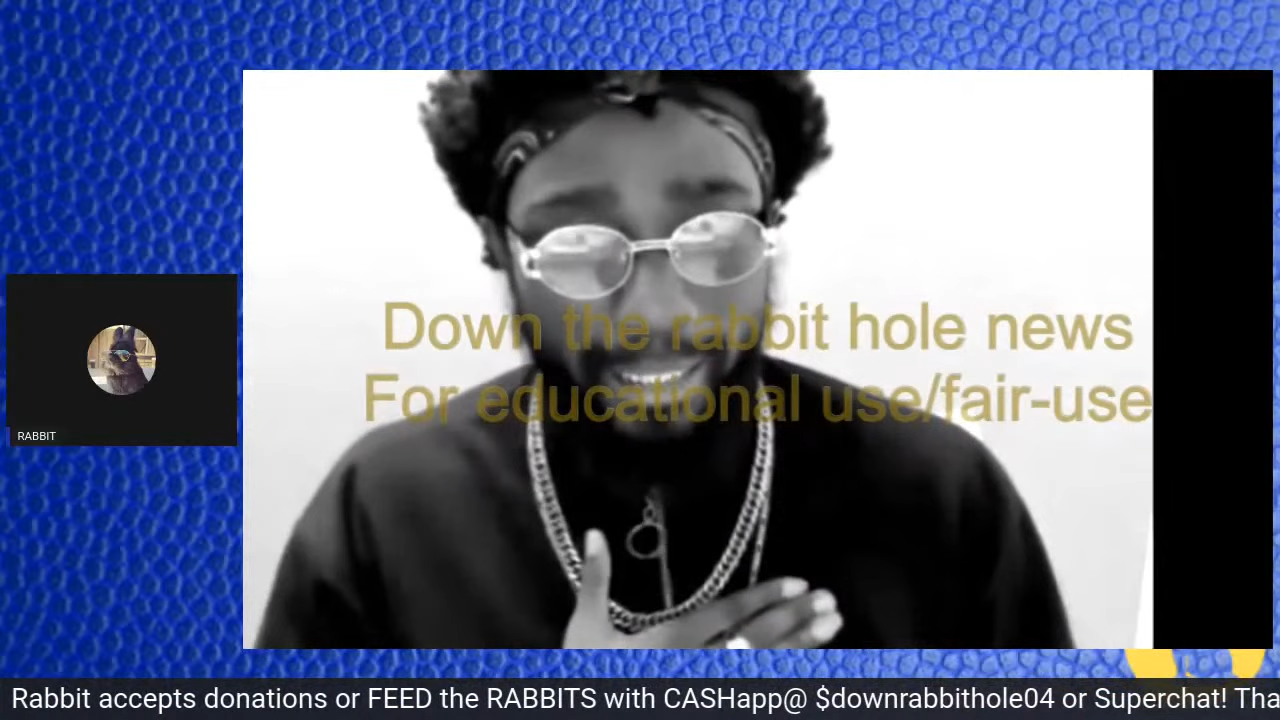 Down the rabbit hole news
For educational use/fair-use
RABBIT
Rabbit accepts donations or FEED the RABBITS with CASHapp@ $downrabbithole04 or Superchat! Tha